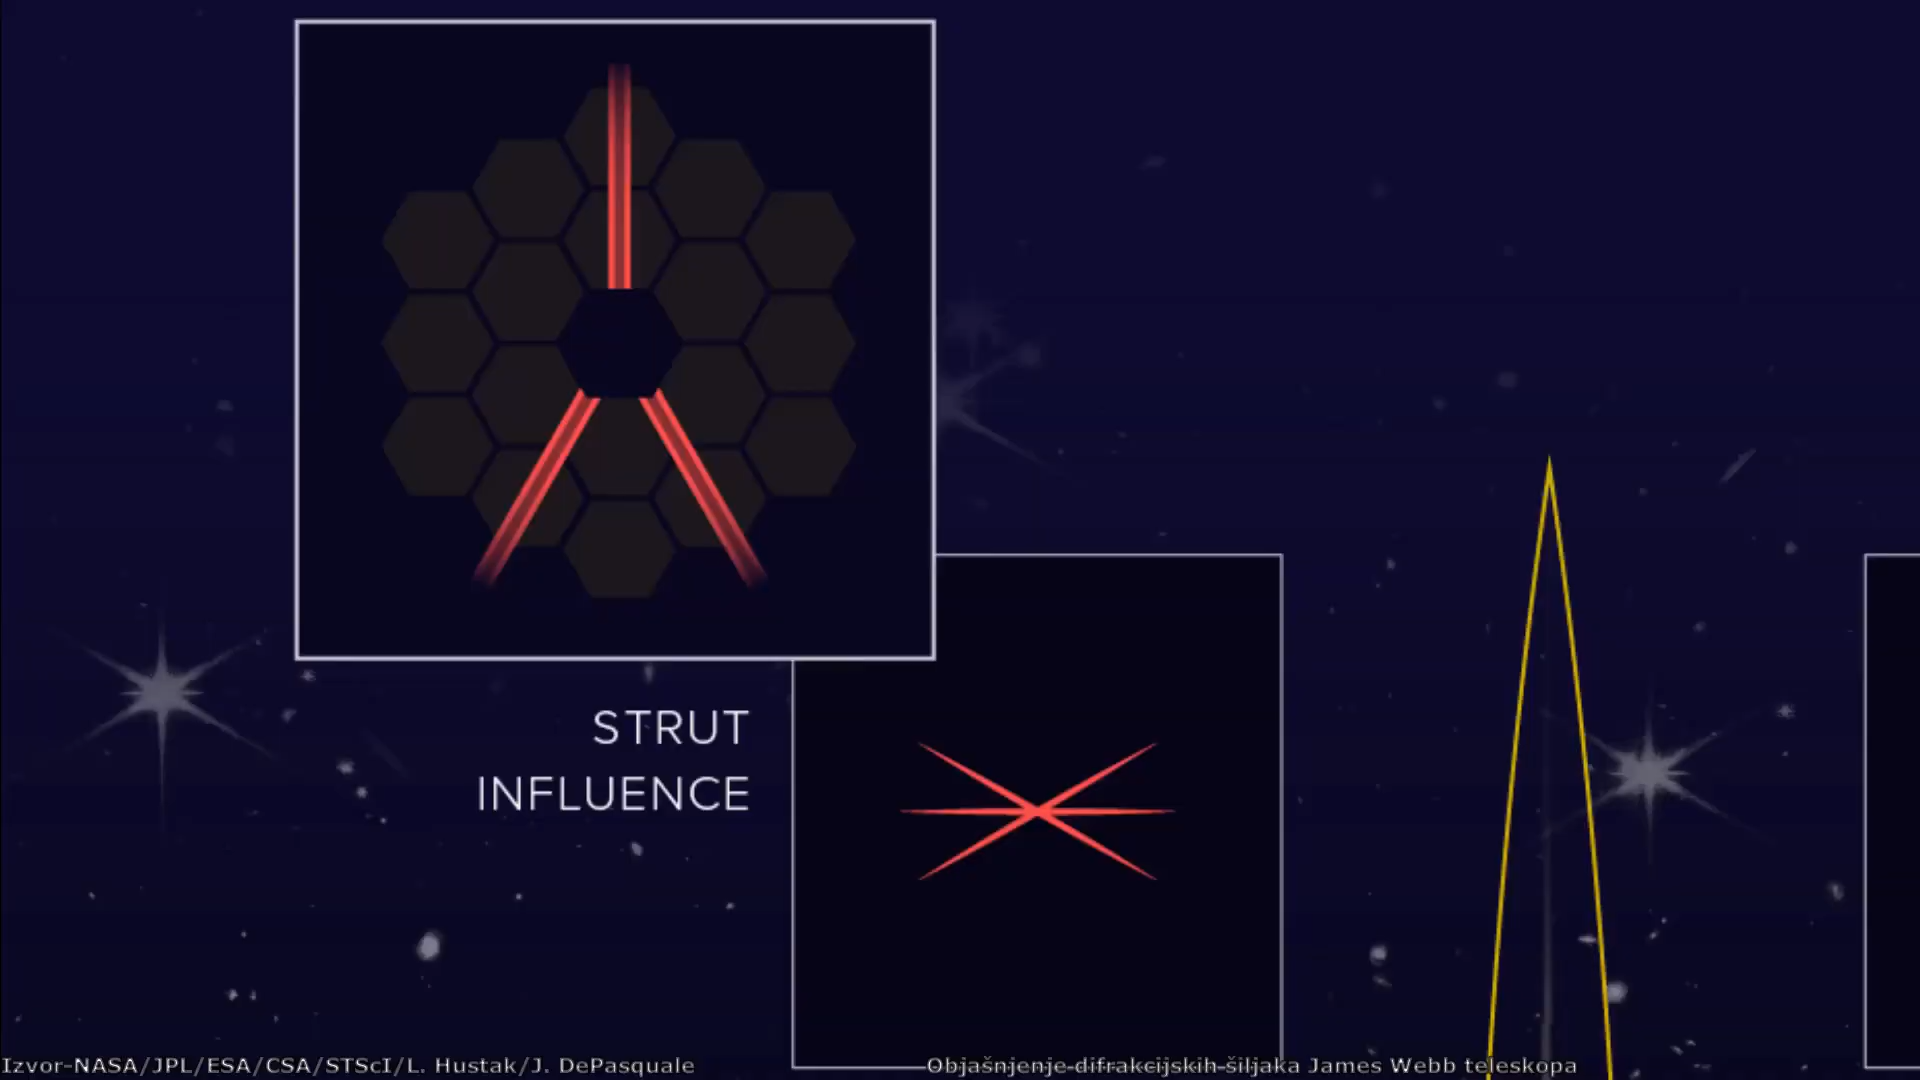 STRUT
INFLUENCE
Izvor-NASA/JPL/ESA/CSA/STScI/L. Hustak/J. DePasquale
Objašnjenje-difrakcijskih-šiljaka James Webb teleskopa